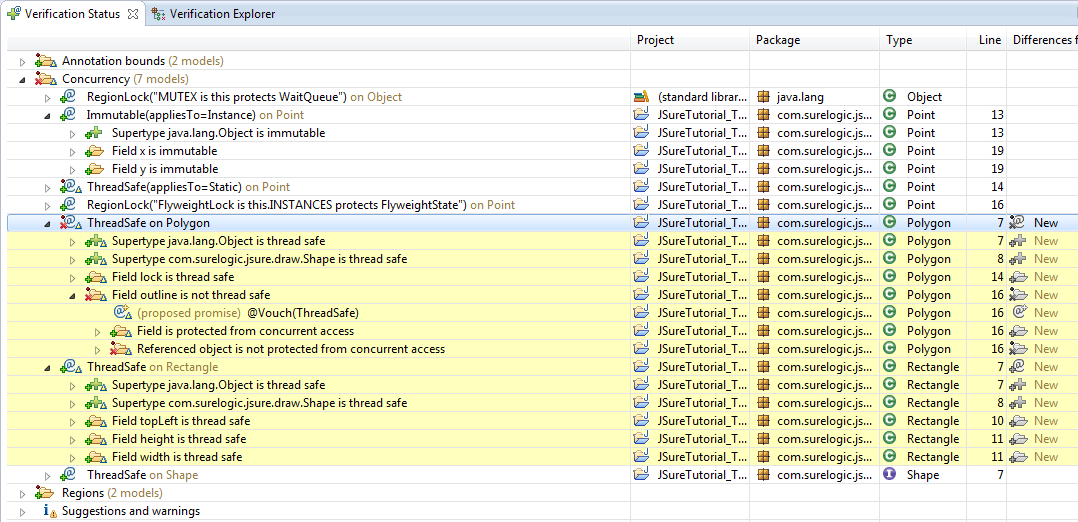 Verification Status Verification Explorer
Project Package Type Line Differences f
Annotation bounds (2 models)
Concurrency (7 models)
RegionLock("MUTEX is this protects WaitQueue") on Object (standard librar... java.lang Object
Immutable(appliesTo=Instance) on Point JSureTutorial_T... com.surelogic.js... Point 13
Supertype java.lang.Object is immutable JSureTutorial_T... com.surelogic.js... Point 13
Field x is immutable JSureTutorial_T... com.surelogic.js... Point 19
Field y is immutable JSureTutorial_T... com.surelogic.js... Point 19
ThreadSafe(appliesTo=Static) on Point JSureTutorial_T... com.surelogic.js... Point 14
RegionLock("FlyweightLock is this.INSTANCES protects FlyweightState") on Point JSureTutorial_T... com.surelogic.js... Point 16
ThreadSafe on Polygon JSureTutorial_T... com.surelogic.js... Polygon 7 New
Supertype java.lang.Object is thread safe JSureTutorial_T... com.surelogic.js... Polygon 7 New
Supertype com.surelogic.jsure.draw.Shape is thread safe JSureTutorial_T... com.surelogic.js... Polygon 8 New
Field lock is thread safe JSureTutorial_T... com.surelogic.js... Polygon 14 New
Field outline is not thread safe JSureTutorial_T... com.surelogic.js... Polygon 16 New
(proposed promise) @Vouch(ThreadSafe) JSureTutorial_T... com.surelogic.js... Polygon 16 New
Field is protected from concurrent access JSureTutorial_T... com.surelogic.js... Polygon 16 New
Referenced object is not protected from concurrent access JSureTutorial_T... com.surelogic.js... Polygon 16 New
ThreadSafe on Rectangle JSureTutorial_T... com.surelogic.js... Rectangle 7 New
Supertype java.lang.Object is thread safe JSureTutorial_T... com.surelogic.js... Rectangle 7 New
Supertype com.surelogic.jsure.draw.Shape is thread safe JSureTutorial_T... com.surelogic.js... Rectangle 8 New
Field topLeft is thread safe JSureTutorial_T... com.surelogic.js... Rectangle 10 New
Field height is thread safe JSureTutorial_T... com.surelogic.js... Rectangle 11 New
Field width is thread safe JSureTutorial_T... com.surelogic.js... Rectangle 11 New
ThreadSafe on Shape JSureTutorial_T... com.surelogic.js... Shape 7
Regions (2 models)
Suggestions and warnings